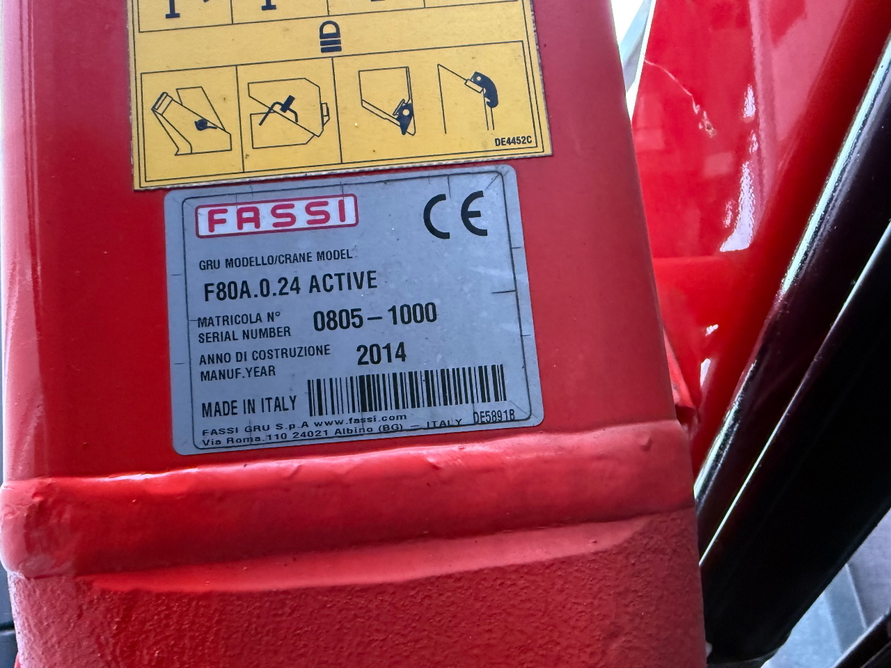 DE4452C
FASSI CE
GRU MODELLO/CRANE MODEL
F80A.0.24 ACTIVE
MATRICOLA N° 0805-1000
SERIAL NUMBER
ANNO DI COSTRUZIONE 2014
MANUF.YEAR
MADE IN ITALY
DE5891B
FASSI GRU S.p.A www.fassi.com
Via Roma.110 24021 Albino (BG) - ITALY